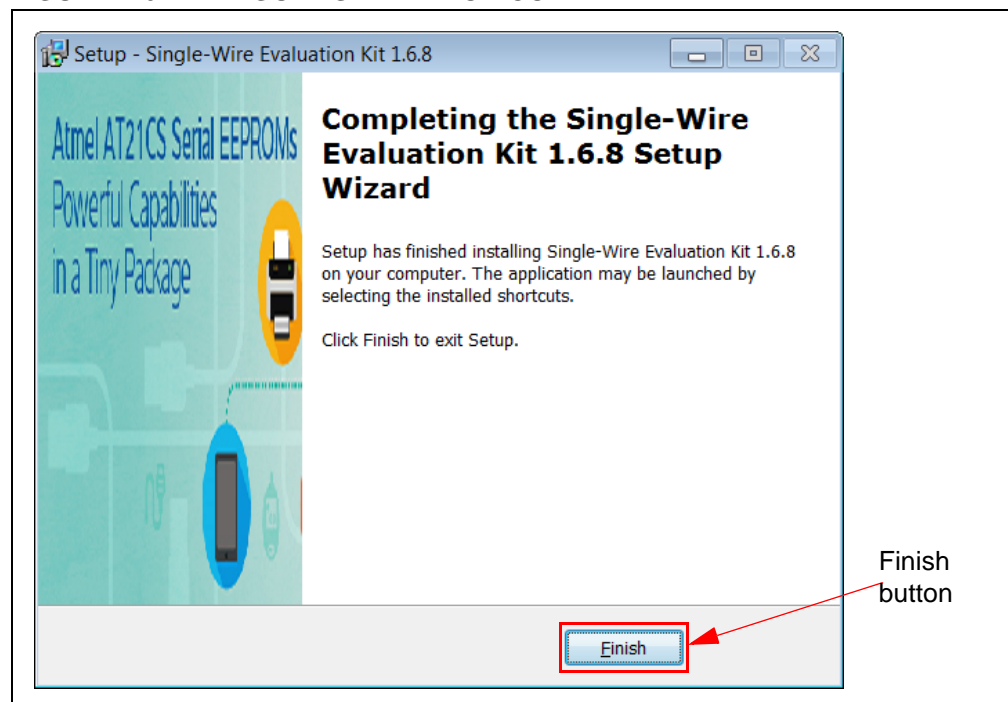 Setup - Single-Wire Evaluation Kit 1.6.8
Atmel AT21CS Serial EEPROMs
Powerful Capabilities
in a Tiny Package
Completing the Single-Wire
Evaluation Kit 1.6.8 Setup
Wizard
Setup has finished installing Single-Wire Evaluation Kit 1.6.8
on your computer. The application may be launched by
selecting the installed shortcuts.
Click Finish to exit Setup.
Finish
button
Finish